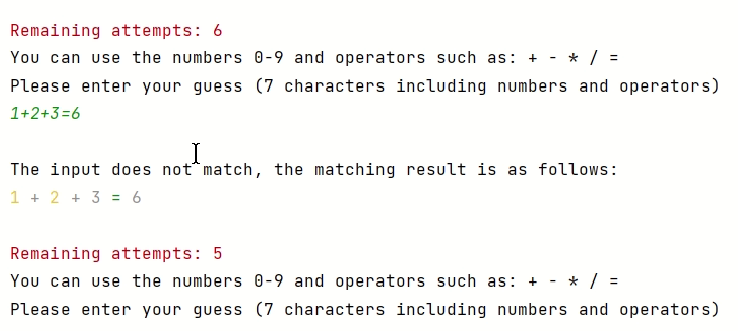 Remaining attempts: 6
You can use the numbers 0-9 and operators such as: + - * / =
Please enter your guess (7 characters including numbers and operators)
1+2+3=6
The input does not match, the matching result is as follows:
1 + 2 + 3 = 6
Remaining attempts: 5
You can use the numbers 0-9 and operators such as: + - * / =
Please enter your guess (7 characters including numbers and operators)